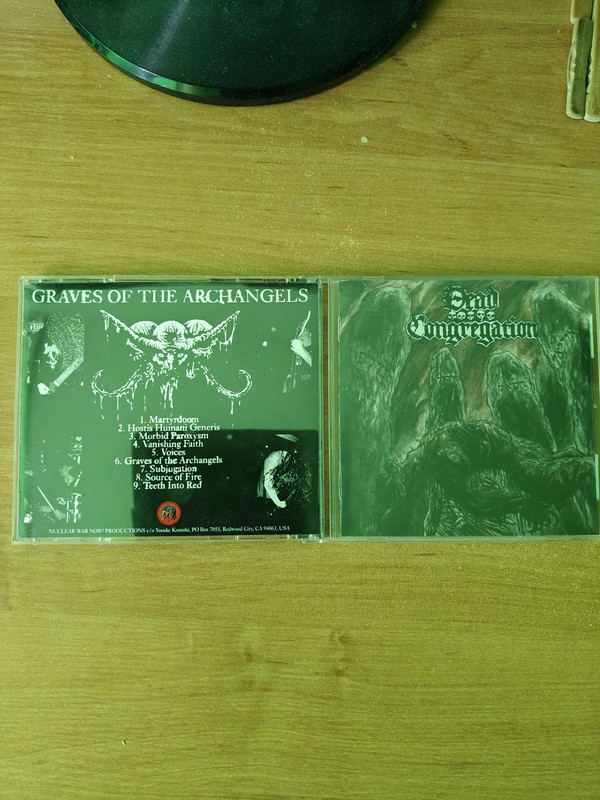 GRAVES OF THE ARCHANGELS
1. Martyrdoom
2. Hostis Humani Generis
3. Morbid Paroxysm
4. Vanishing Faith
5. Voices
6. Graves of the Archangels
7. Subjugation
8. Source of Fire
9. Teeth Into Red
NUCLEAR WAR NOW! PRODUCTIONS c/o Yosuke Konishi, PO Box 7055, Redwood City, CA 94063, USA
Dead
Congregation